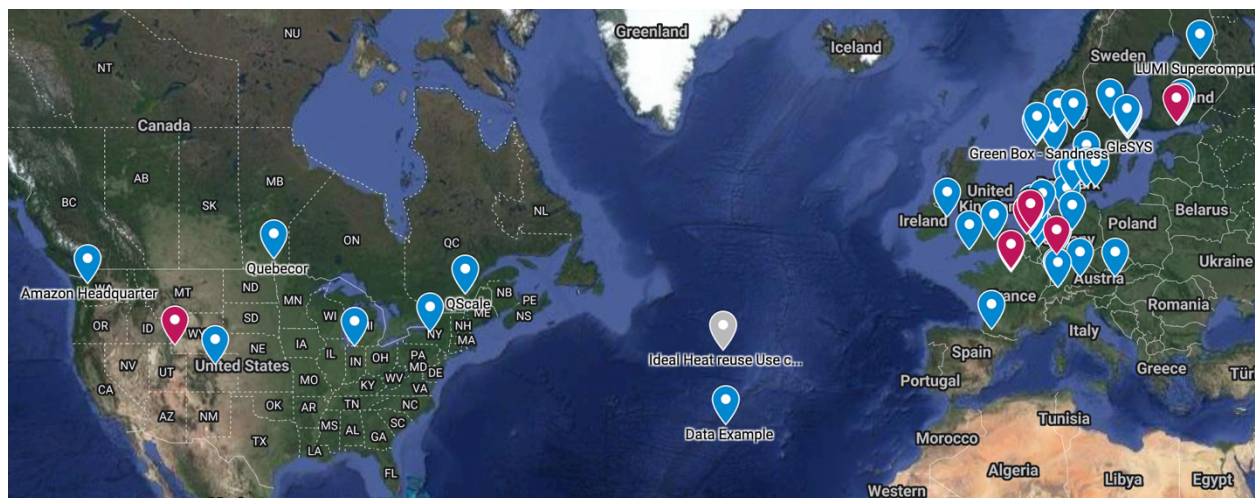 Greenland
Iceland
Sweden
NU
NT
LUMI Supercomput
Canada
Green Box - Sandness
GleSYS
AB
MB
BC
SK
NL
United
Kingdom
Ireland
Poland
Belarus
ON
QC
Quebecor
Ukraine
WA
Amazon Headquarter
MT
ND
MN
QScale
NB
PE
ME
NS
Austria
France
Romania
OR
ID
WY
SD
WI
MI
NY
NH
MA
Ideal Heat reuse Use c...
Italy
United States
NE
IA
IL
IN
OH
PA
MD
DE
NV
UT
MO
KY
WV
VA
Spain
Portugal
Greece
Tür
CA
AZ
NM
OK
AR
TN
NC
Data Example
Tunisia
TX
MS
AL
GA
SC
Morocco
LA
FL
Algeria
Libya
Egypt
Western